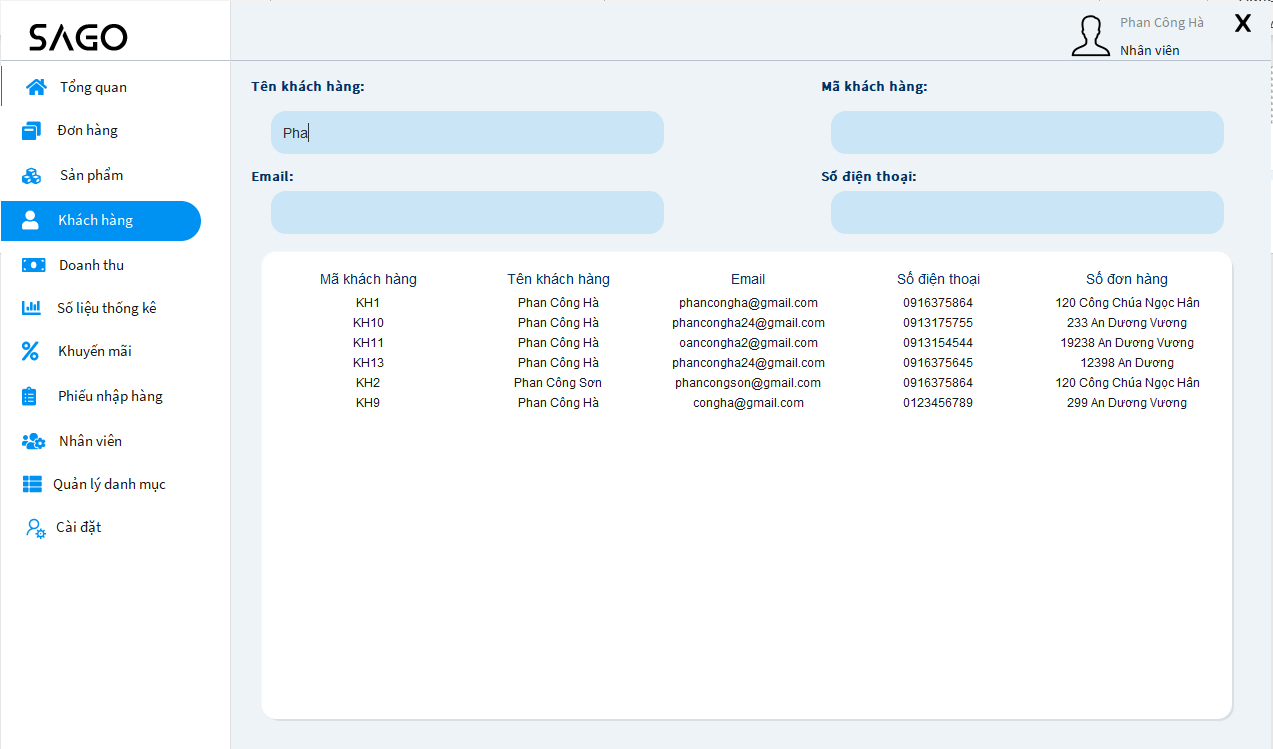 SAGO
Phan Công Hà
X
Nhân viên
Tổng quan
Đơn hàng
Sản phẩm
Khách hàng
Doanh thu
Số liệu thống kê
Khuyến mãi
Phiếu nhập hàng
Nhân viên
Quản lý danh mục
Cài đặt
Tên khách hàng:
Mã khách hàng:
Pha
Email:
Số điện thoại:
Mã khách hàng Tên khách hàng Email Số điện thoại Số đơn hàng
KH1 Phan Công Hà phancongha@gmail.com 0916375864 120 Công Chúa Ngọc Hân
KH10 Phan Công Hà phancongha24@gmail.com 0913175755 233 An Dương Vương
KH11 Phan Công Hà oancongha2@gmail.com 0913154544 19238 An Dương Vương
KH13 Phan Công Hà phancongha24@gmail.com 0916375645 12398 An Dương
KH2 Phan Công Sơn phancongson@gmail.com 0916375864 120 Công Chúa Ngọc Hân
KH9 Phan Công Hà congha@gmail.com 0123456789 299 An Dương Vương